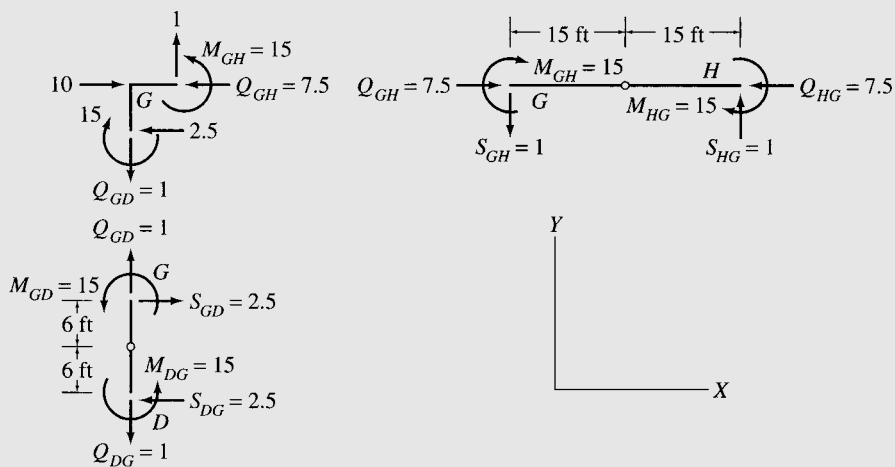 1
M_GH = 15
10
G
Q_GH = 7.5
15
2.5
Q_GD = 1
15 ft
15 ft
Q_GH = 7.5
M_GH = 15
H
Q_HG = 7.5
G
M_HG = 15
S_GH = 1
S_HG = 1
Q_GD = 1
G
M_GD = 15
S_GD = 2.5
6 ft
6 ft
M_DG = 15
S_DG = 2.5
D
Q_DG = 1
Y
X